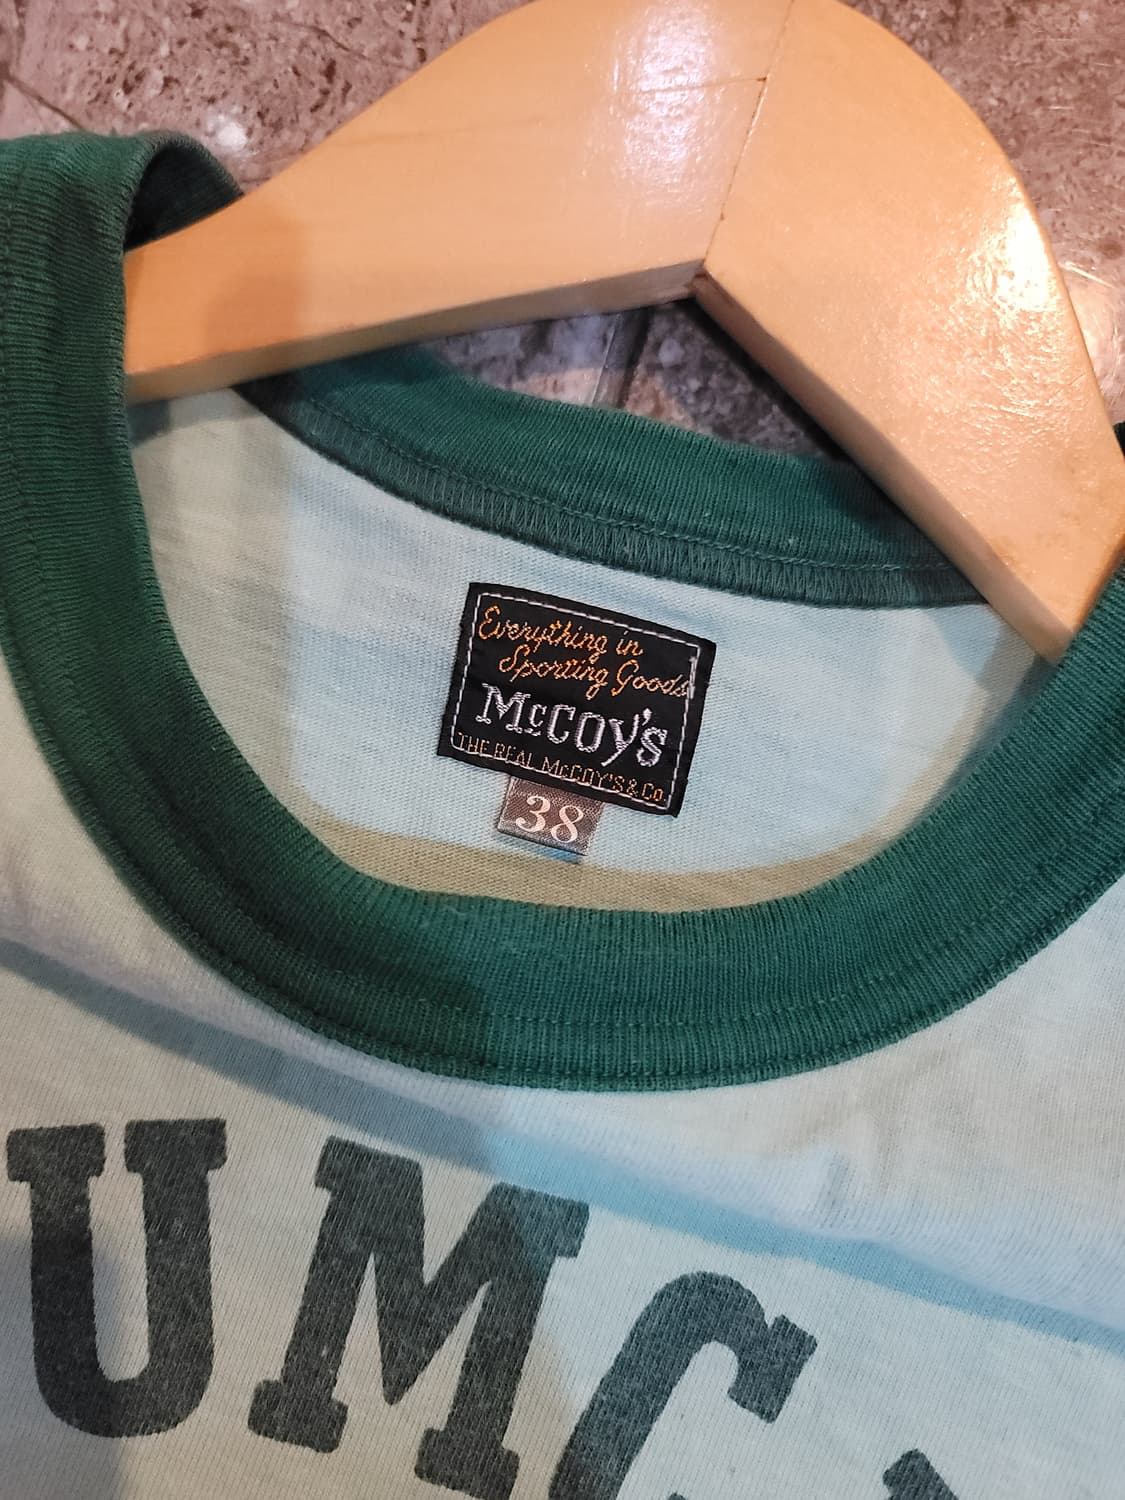 Everything in
Sporting Goods
McCOY'S
THE REAL McCOY'S & Co.
38
UMC